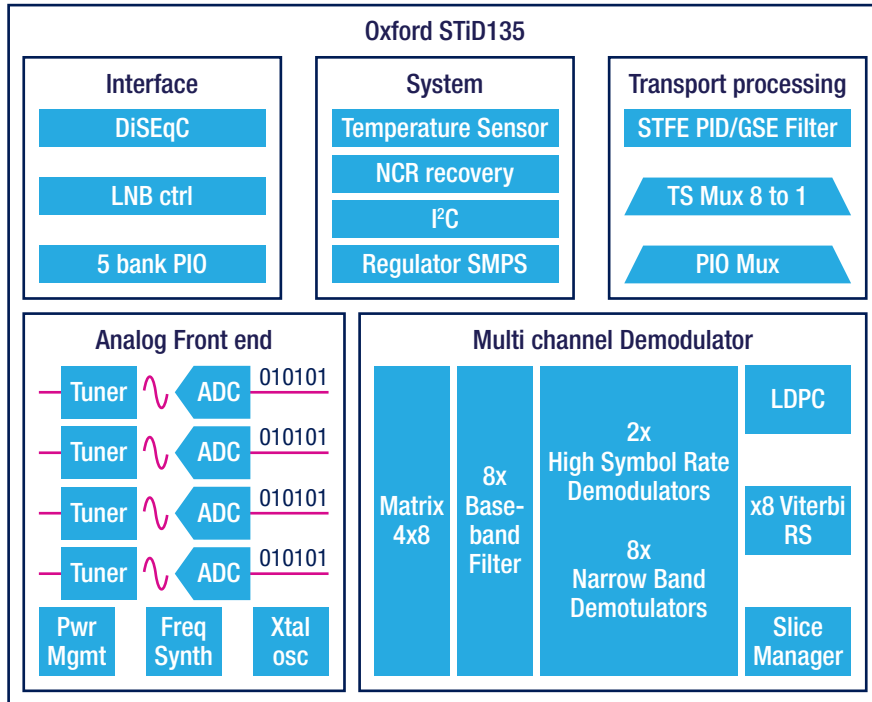 Oxford STiD135
Interface
DiSEqC
LNB ctrl
5 bank PIO
System
Temperature Sensor
NCR recovery
I²C
Regulator SMPS
Transport processing
STFE PID/GSE Filter
TS Mux 8 to 1
PIO Mux
Analog Front end
Tuner ADC 010101
Tuner ADC 010101
Tuner ADC 010101
Tuner ADC 010101
Pwr
Mgmt
Freq
Synth
Xtal
osc
Multi channel Demodulator
Matrix
4x8
8x
Base-
band
Filter
2x
High Symbol Rate
Demodulators
8x
Narrow Band
Demotulators
LDPC
x8 Viterbi
RS
Slice
Manager